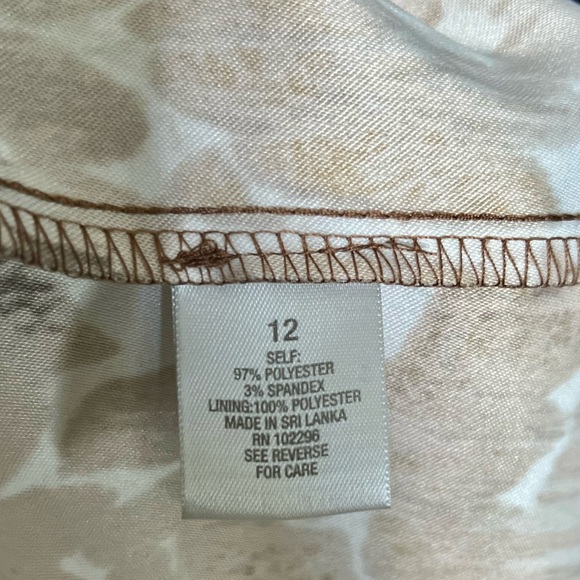 12
SELF:
97% POLYESTER
3% SPANDEX
LINING:100% POLYESTER
MADE IN SRI LANKA
RN 102296
SEE REVERSE
FOR CARE